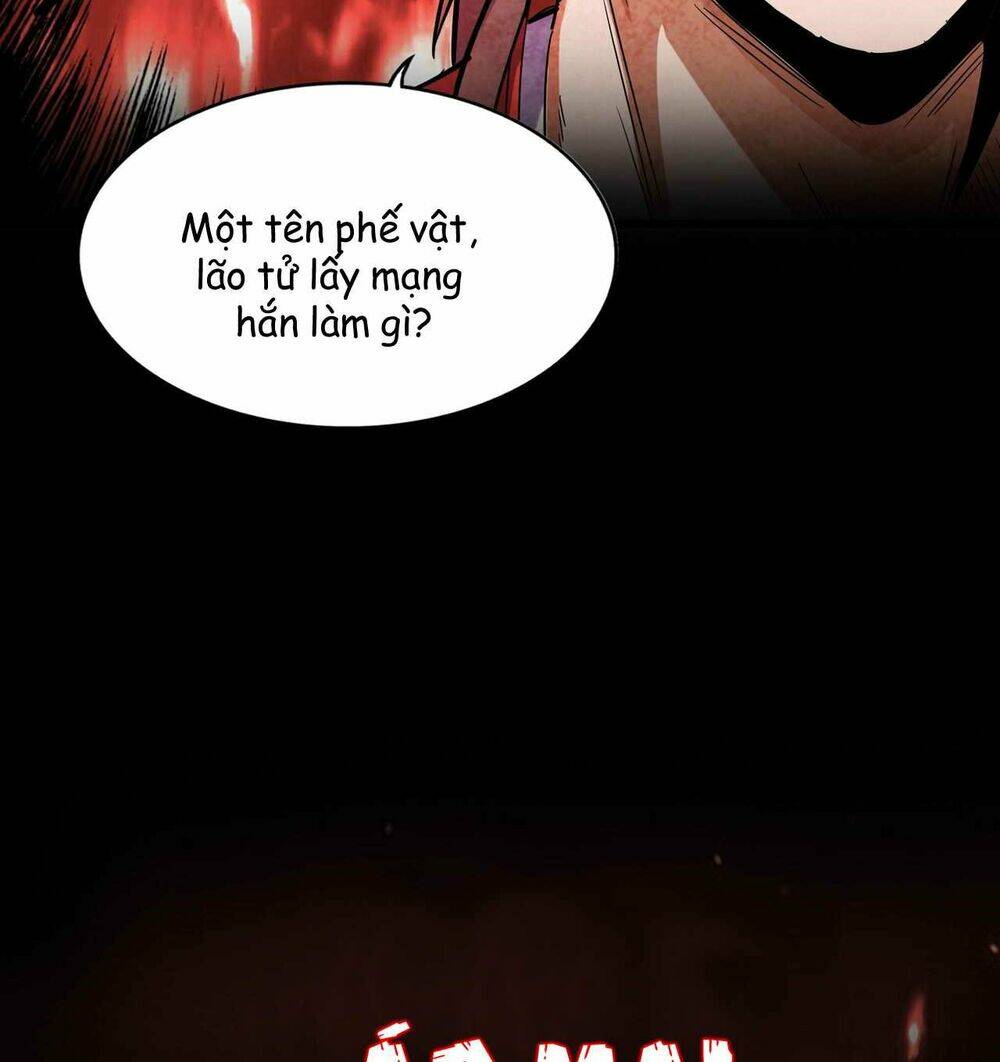 Một tên phế vật,
lão tử lấy mạng
hắn làm gì?